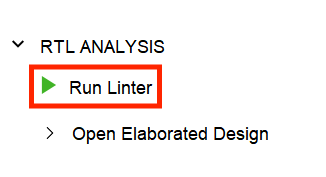 RTL ANALYSIS
Run Linter
Open Elaborated Design